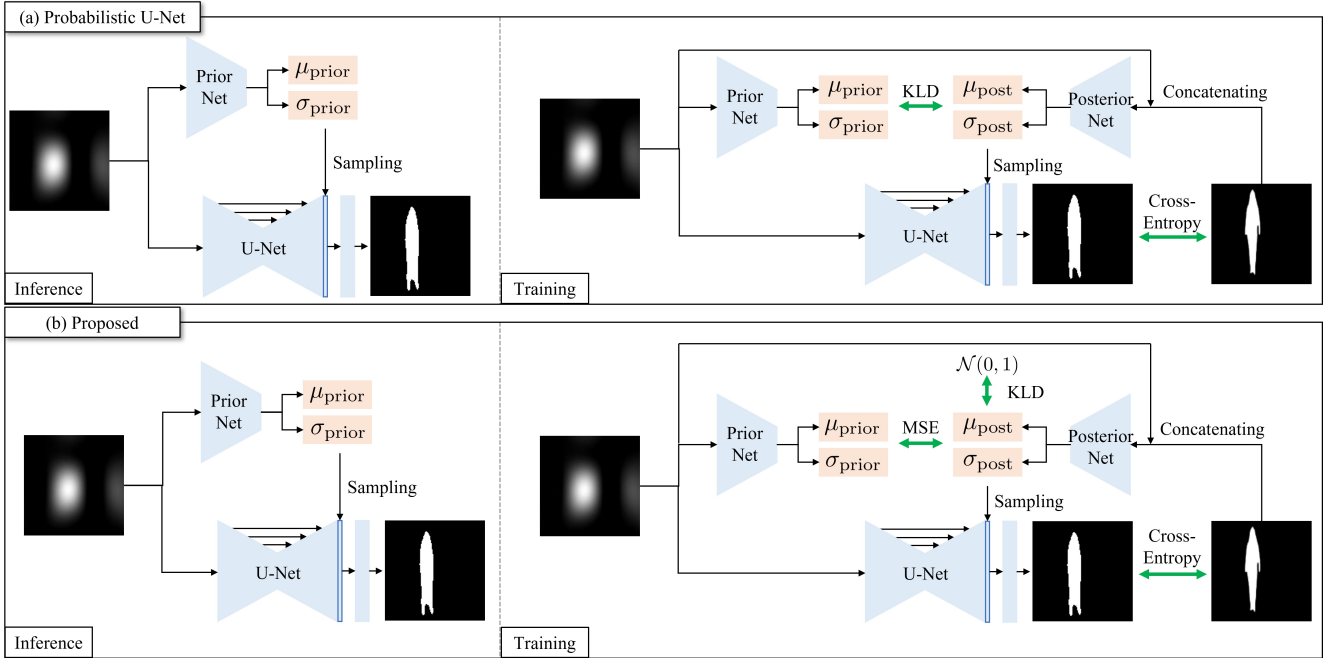 (a) Probabilistic U-Net
Prior
Net
μprior
σprior
Sampling
U-Net
Inference
Prior
Net
μprior
σprior
KLD
μpost
σpost
Posterior
Net
Concatenating
Sampling
U-Net
Cross-
Entropy
Training
(b) Proposed
Prior
Net
μprior
σprior
Sampling
U-Net
Inference
𝒩(0, 1)
KLD
Prior
Net
μprior
σprior
MSE
μpost
σpost
Posterior
Net
Concatenating
Sampling
U-Net
Cross-
Entropy
Training